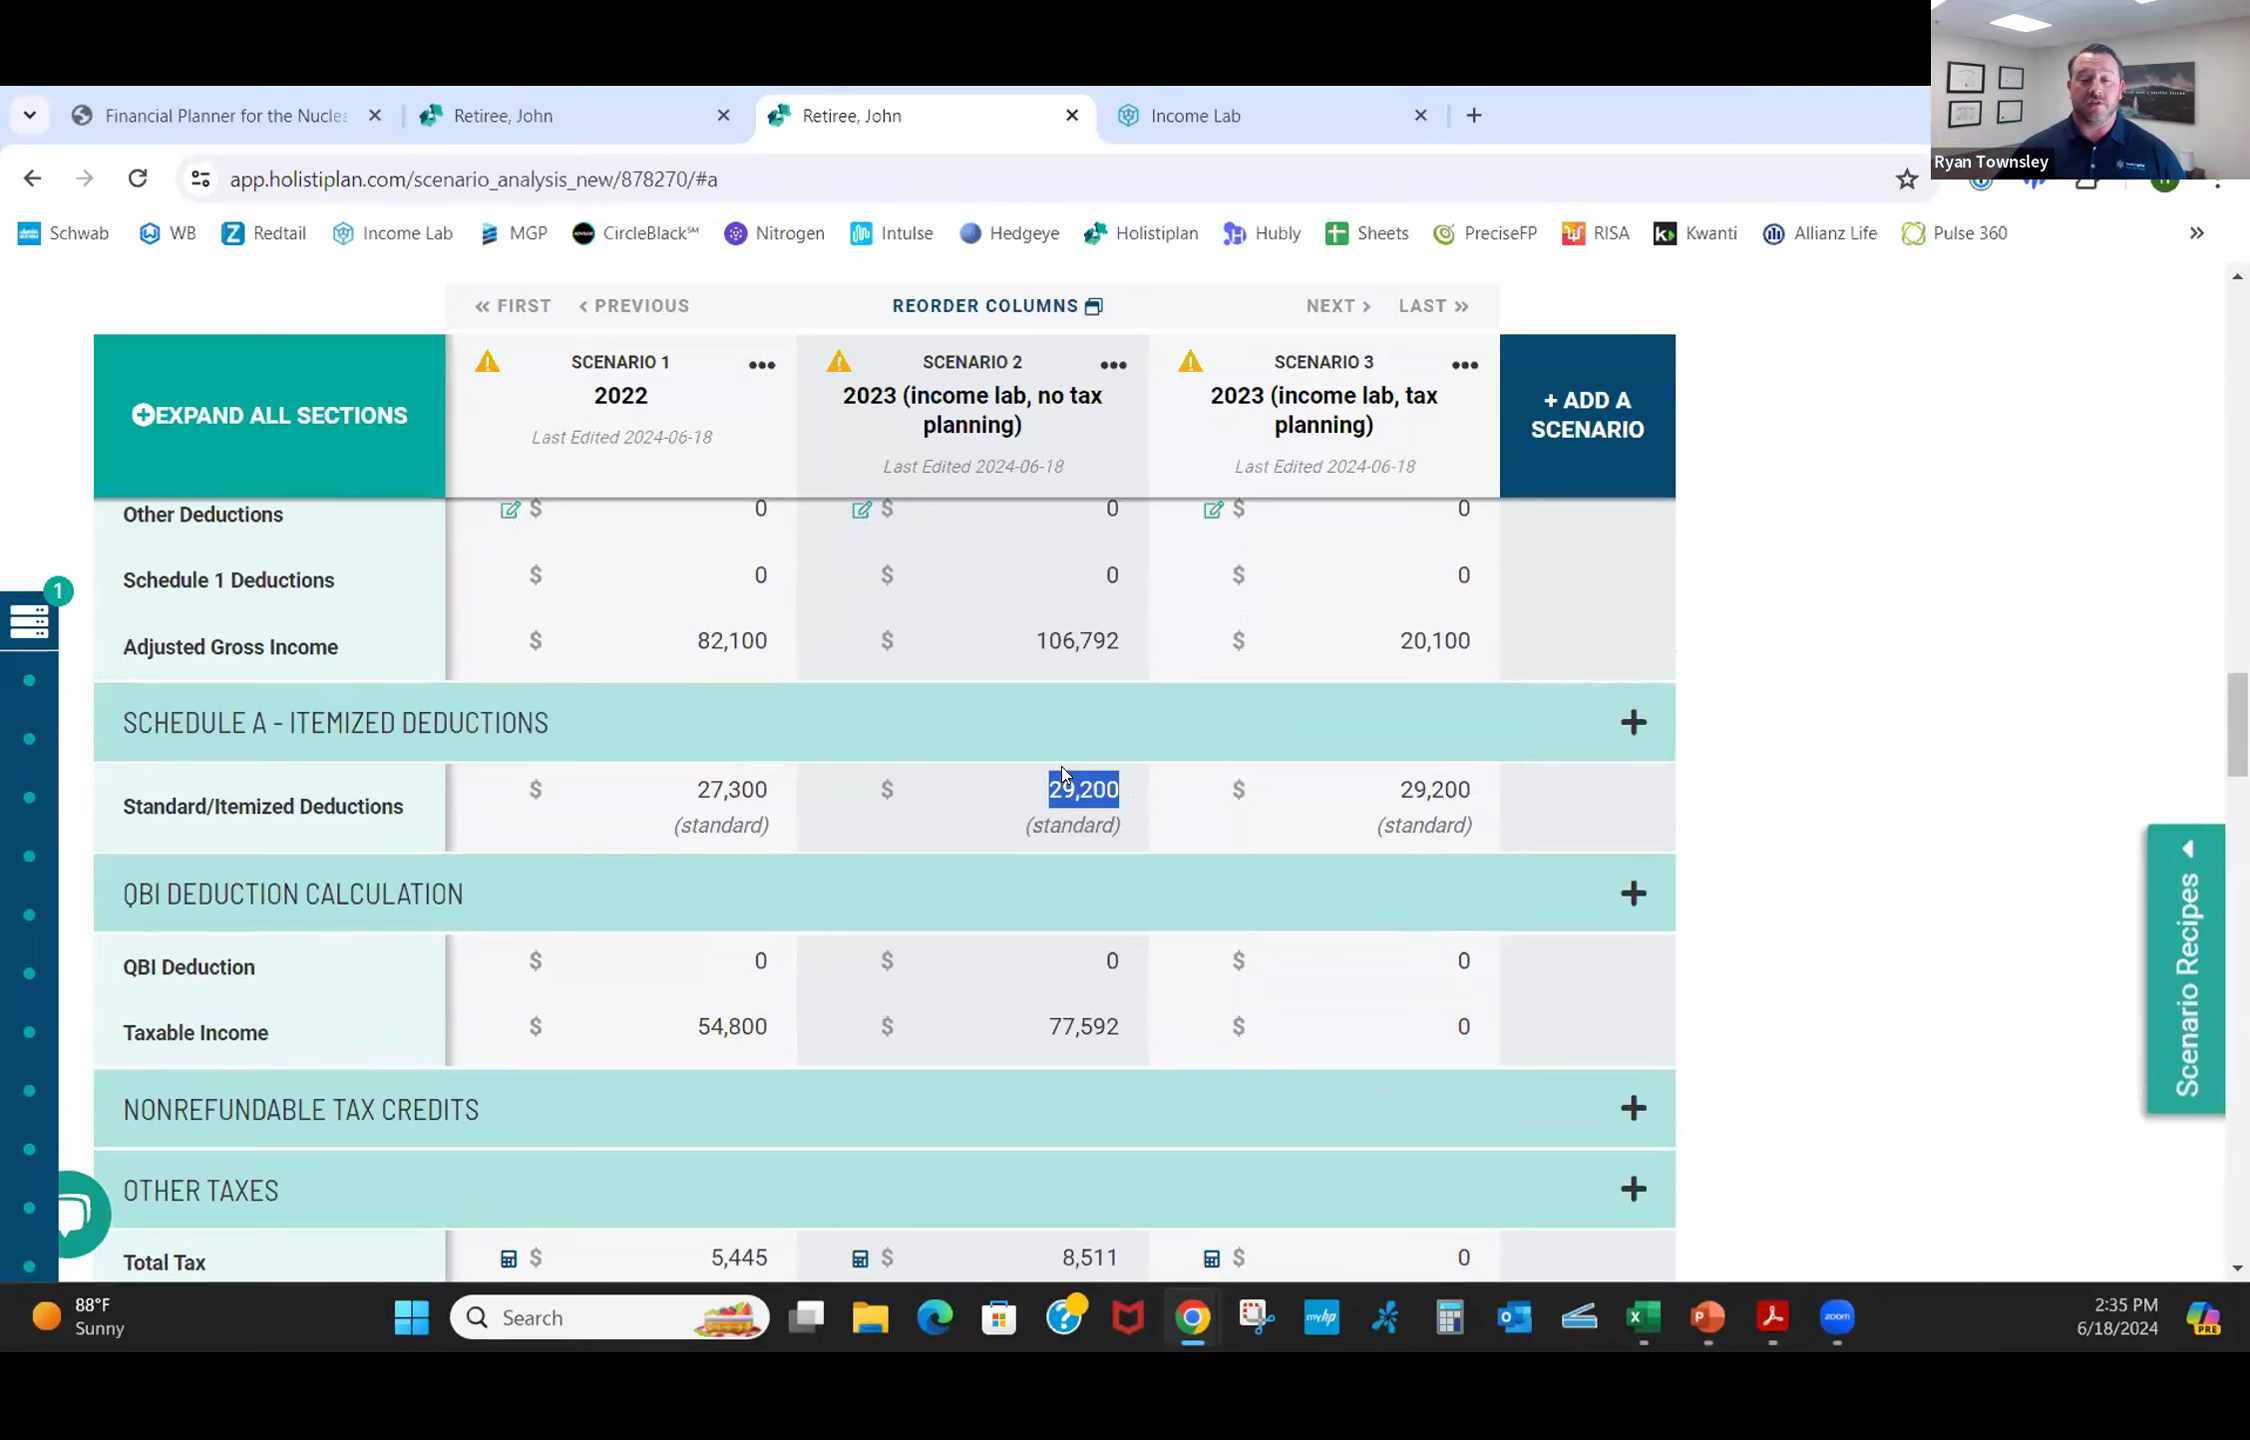 Ryan Townsley
Financial Planner for the Nuclea
Retiree, John
Retiree, John
Income Lab
app.holistiplan.com/scenario_analysis_new/878270/#a
Schwab WB Redtail Income Lab MGP CircleBlack℠ Nitrogen Intulse Hedgeye Holistiplan Hubly Sheets PreciseFP RISA Kwanti Allianz Life Pulse 360
« FIRST ‹ PREVIOUS REORDER COLUMNS NEXT › LAST »
EXPAND ALL SECTIONS
SCENARIO 1
2022
Last Edited 2024-06-18
SCENARIO 2
2023 (income lab, no tax
planning)
Last Edited 2024-06-18
SCENARIO 3
2023 (income lab, tax
planning)
Last Edited 2024-06-18
+ ADD A
SCENARIO
Other Deductions $ 0 $ 0 $ 0
Schedule 1 Deductions $ 0 $ 0 $ 0
1
Adjusted Gross Income $ 82,100 $ 106,792 $ 20,100
SCHEDULE A - ITEMIZED DEDUCTIONS +
Standard/Itemized Deductions $ 27,300 $ 29,200 $ 29,200
(standard) (standard) (standard)
QBI DEDUCTION CALCULATION +
QBI Deduction $ 0 $ 0 $ 0
Taxable Income $ 54,800 $ 77,592 $ 0
NONREFUNDABLE TAX CREDITS +
OTHER TAXES +
Total Tax $ 5,445 $ 8,511 $ 0
Scenario Recipes
88°F
Sunny
Search
myhp
zoom
2:35 PM
6/18/2024
PRE